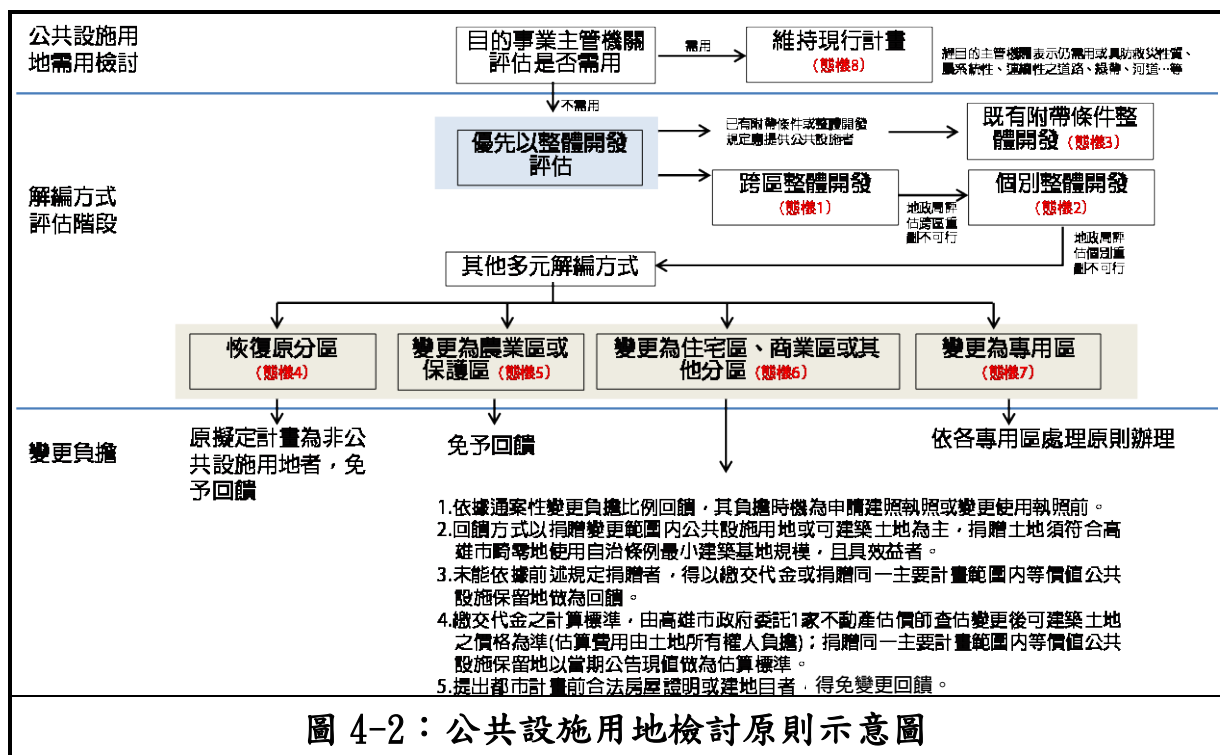 公共設施用
地需用檢討
目的事業主管機關
評估是否需用
需用
維持現行計畫
(態樣8)
經目的主管機關表示仍需用或具防救災性質、
屬系統性、連續性之道路、綠帶、河道…等
不需用
解編方式
評估階段
優先以整體開發
評估
已有附帶條件或整體開發
規定應提供公共設施者
既有附帶條件整
體開發(態樣3)
跨區整體開發
(態樣1)
地政局評
估跨區重
劃不可行
個別整體開發
(態樣2)
地政局評
估個別重
劃不可行
其他多元解編方式
恢復原分區
(態樣4)
變更為農業區或
保護區(態樣5)
變更為住宅區、商業區或其
他分區(態樣6)
變更為專用區
(態樣7)
變更負擔
原擬定計畫為非公
共設施用地者，免
予回饋
免予回饋
依各專用區處理原則辦理
1.依據通案性變更負擔比例回饋，其負擔時機為申請建照執照或變更使用執照前。
2.回饋方式以捐贈變更範圍內公共設施用地或可建築土地為主，捐贈土地須符合高
雄市畸零地使用自治條例最小建築基地規模，且具效益者。
3.未能依據前述規定捐贈者，得以繳交代金或捐贈同一主要計畫範圍內等價值公共
設施保留地做為回饋。
4.繳交代金之計算標準，由高雄市政府委託1家不動產估價師查估變更後可建築土地
之價格為準(估算費用由土地所有權人負擔)；捐贈同一主要計畫範圍內等價值公共
設施保留地以當期公告現值做為估算標準。
5.提出都市計畫前合法房屋證明或建地目者，得免變更回饋。
圖 4-2：公共設施用地檢討原則示意圖